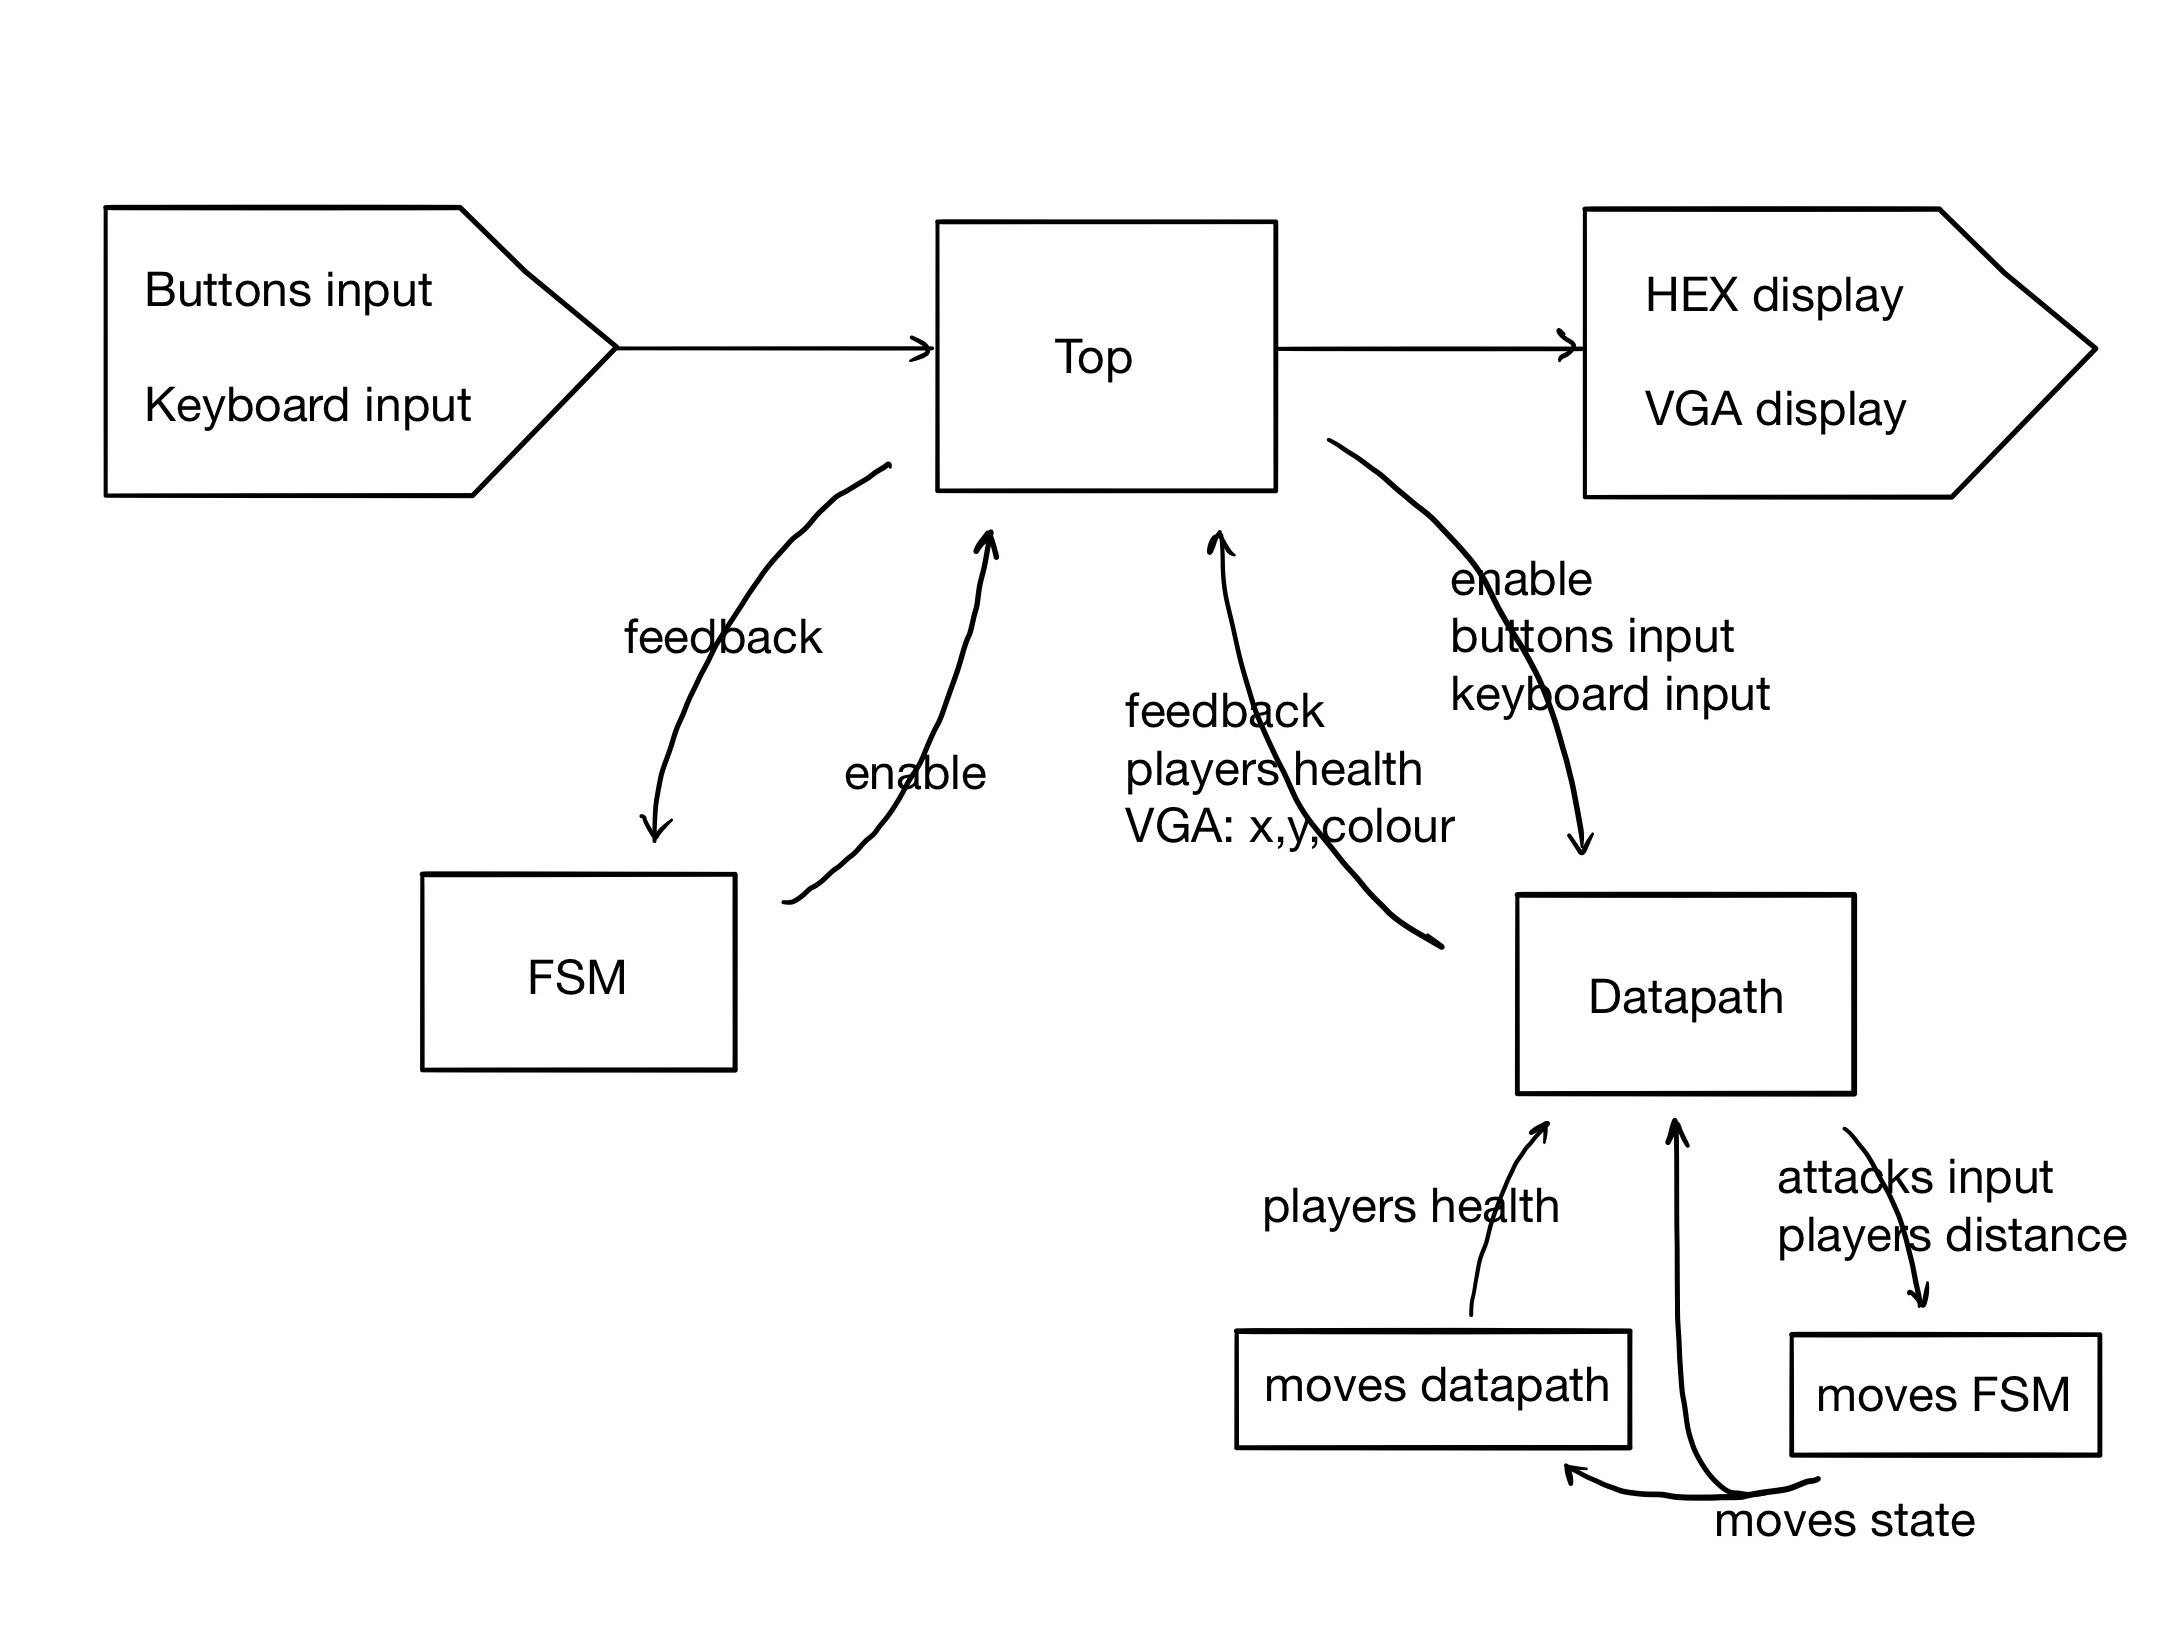 Buttons input
Keyboard input
Top
HEX display
VGA display
feedback
enable
feedback
players health
VGA: x,y,colour
enable
buttons input
keyboard input
FSM
Datapath
players health
attacks input
players distance
moves datapath
moves FSM
moves state